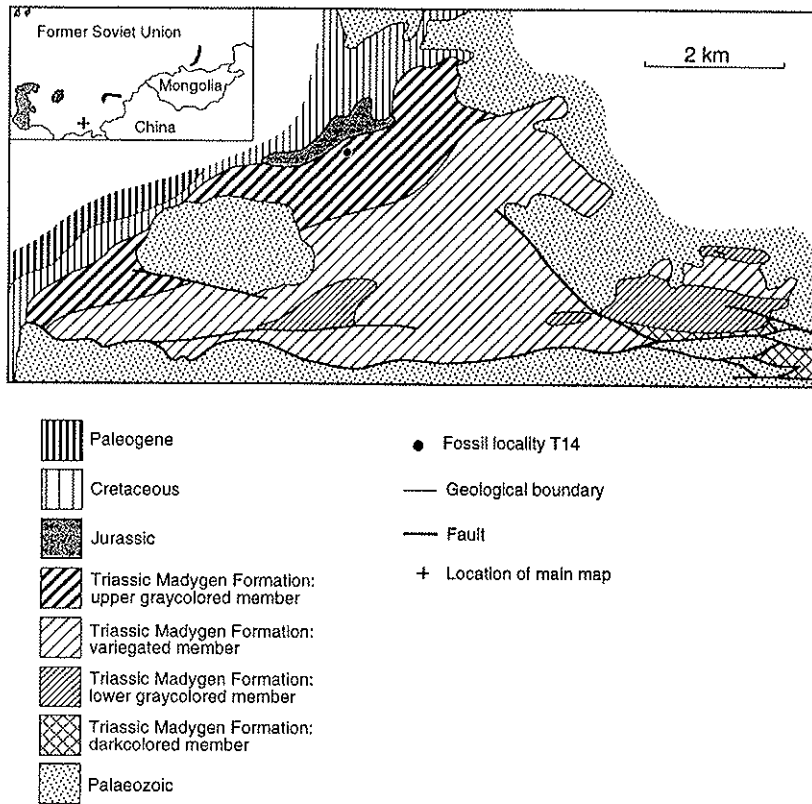 Former Soviet Union
Mongolia
China
2 km
Paleogene
Cretaceous
Jurassic
Triassic Madygen Formation:
upper graycolored member
Triassic Madygen Formation:
variegated member
Triassic Madygen Formation:
lower graycolored member
Triassic Madygen Formation:
darkcolored member
Palaeozoic
Fossil locality T14
Geological boundary
Fault
Location of main map